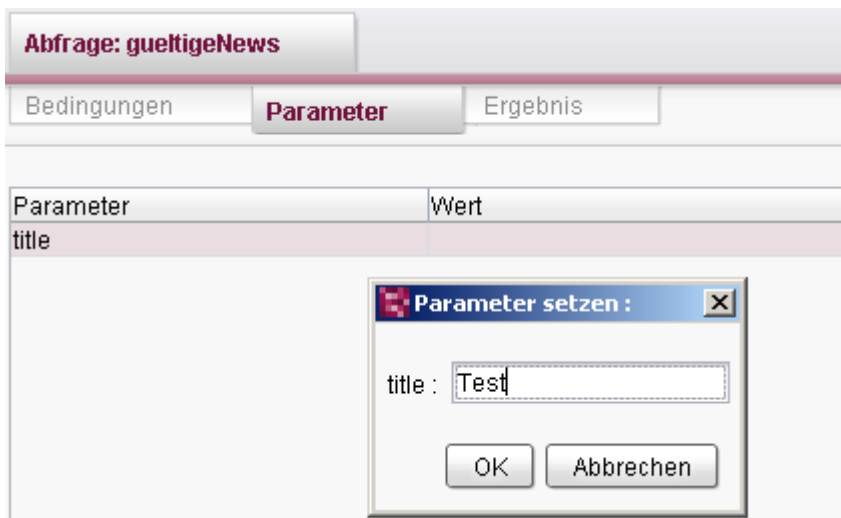 Abfrage: gueltigeNews
Bedingungen Parameter Ergebnis
Parameter Wert
title
Parameter setzen :
title : Test
OK Abbrechen